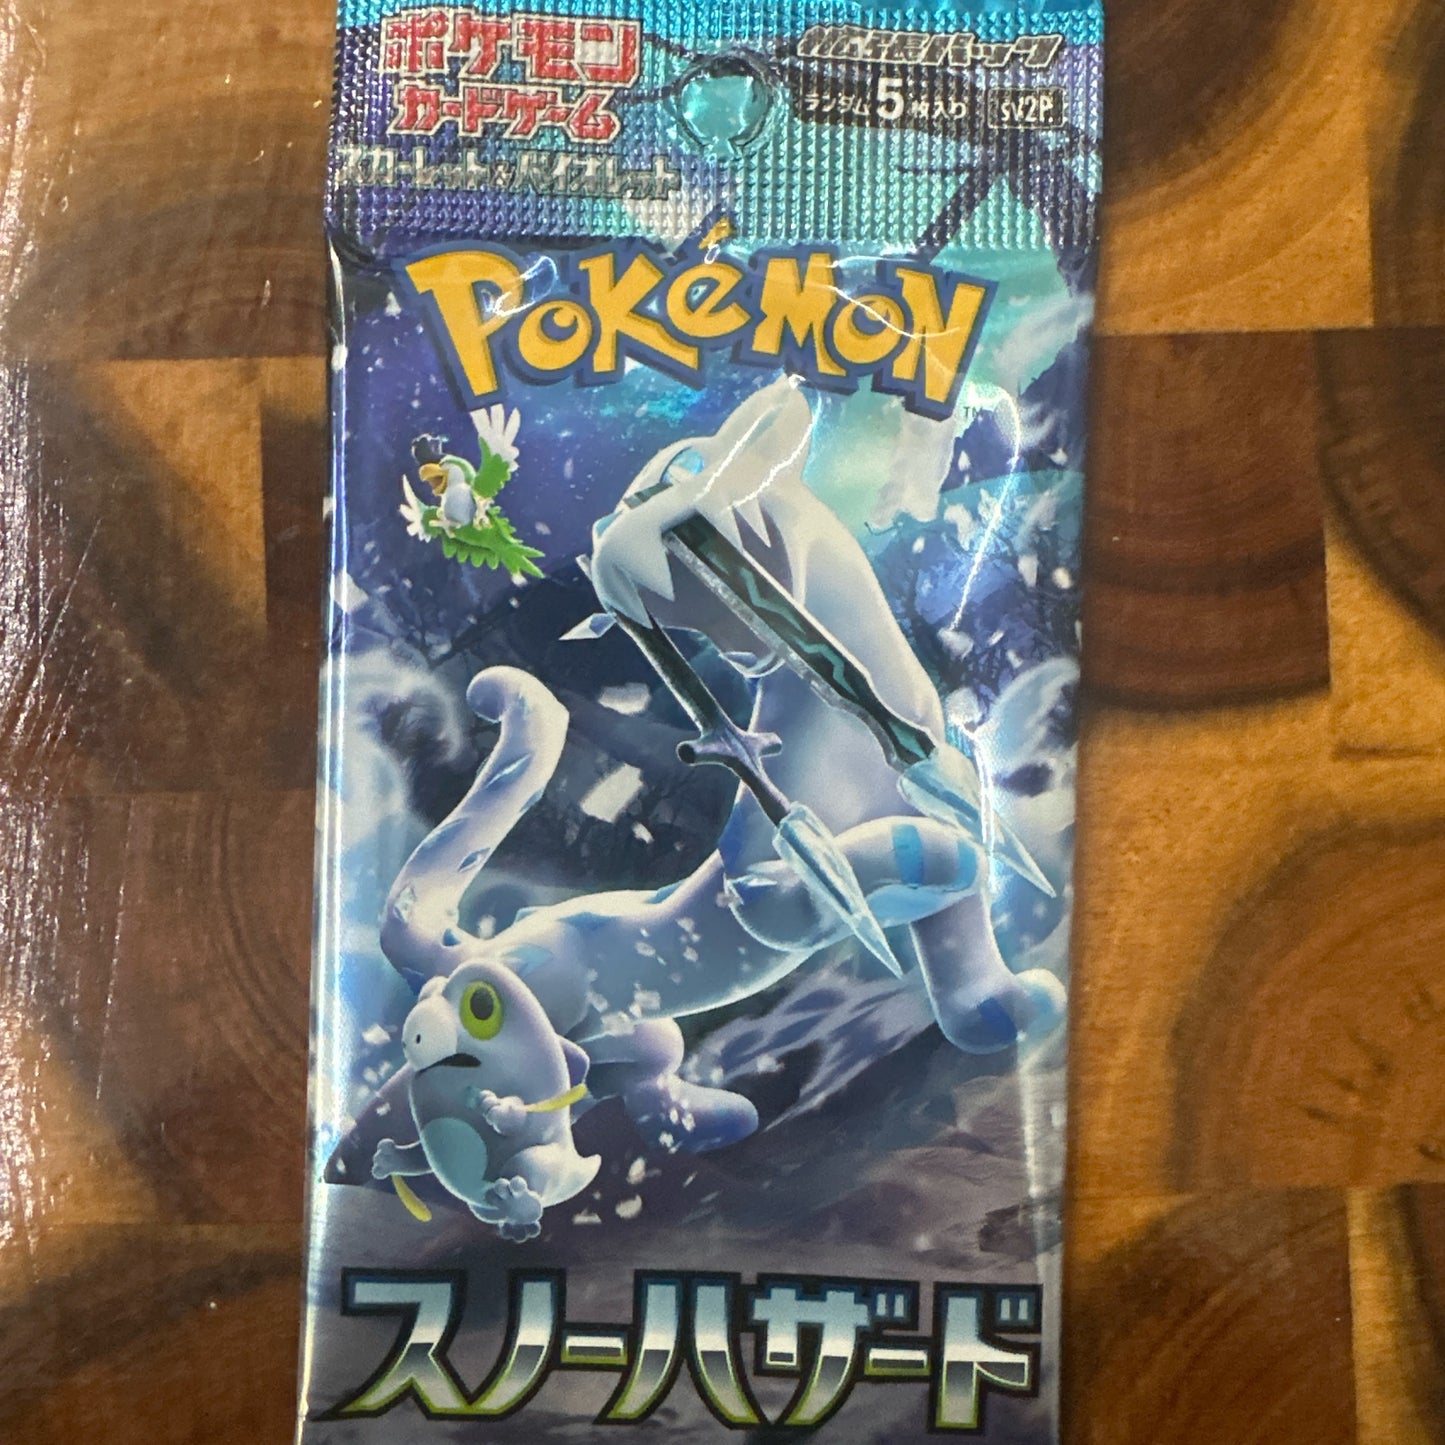 ポケモン
カードゲーム
スカーレット&バイオレット
拡張パック
ランダム5枚入り sV2P
POKÉMON
TM
スノーハザード